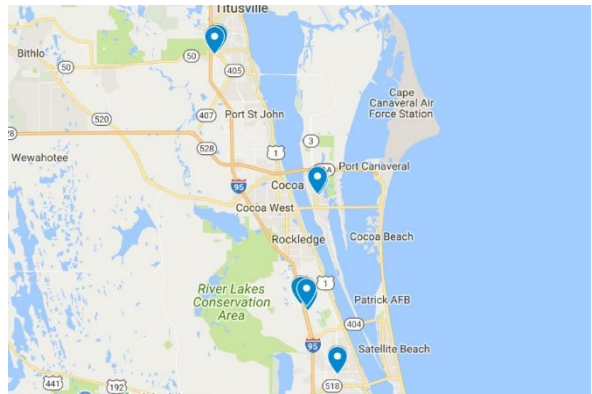 Titusville
Bithlo
50
50
405
Cape
Canaveral Air
Force Station
520
407
Port St John
28
528
1
3
Wewahotee
A
Port Canaveral
95
Cocoa
Cocoa West
Rockledge
Cocoa Beach
River Lakes
Conservation
Area
1
Patrick AFB
404
95
Satellite Beach
441
192
518